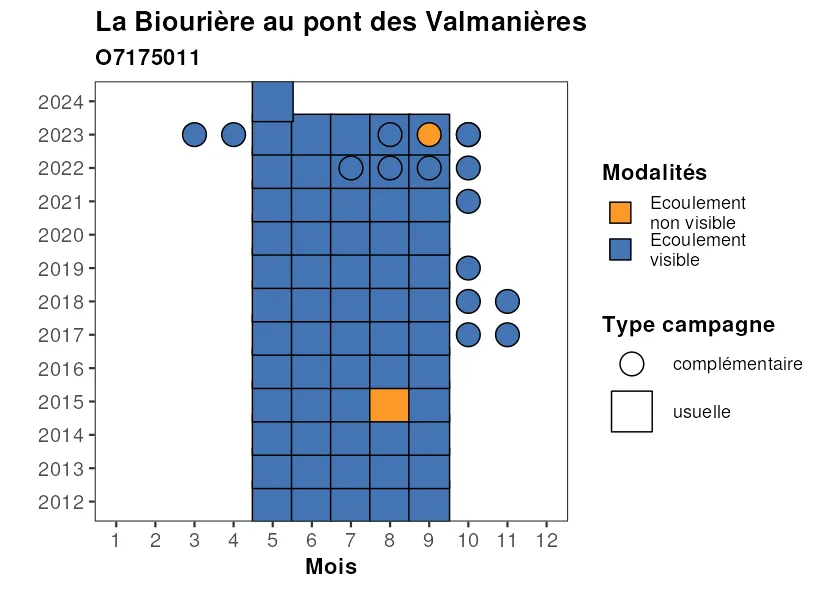 La Biourière au pont des Valmanières
O7175011
2024
2023
2022
2021
2020
2019
2018
2017
2016
2015
2014
2013
2012
1 2 3 4 5 6 7 8 9 10 11 12
Mois
Modalités
Ecoulement
non visible
Ecoulement
visible
Type campagne
complémentaire
usuelle